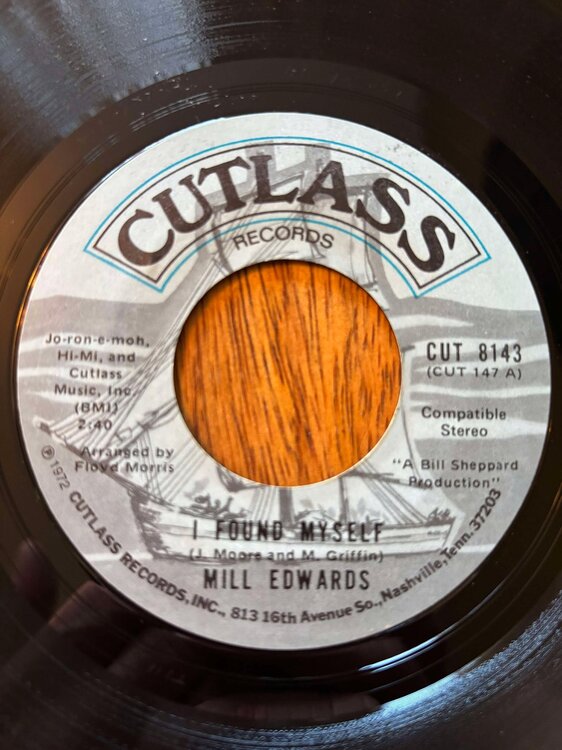 CUTLASS
RECORDS
Jo-ron-e-moh,
Hi-Mi, and
Cutlass
Music, Inc.
(BMI)
2:40
Arranged by
Floyd Morris
CUT 8143
(CUT 147 A)
Compatible
Stereo
"A Bill Sheppard
Production"
I FOUND MYSELF
(J. Moore and M. Griffin)
MILL EDWARDS
℗ 1972 CUTLASS RECORDS, INC., 813 16th Avenue So., Nashville, Tenn. 37203